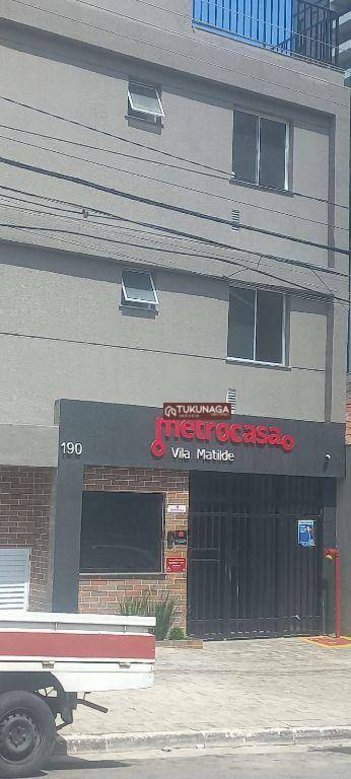 TUKUNAGA
metrocasa
Vila Matilde
190